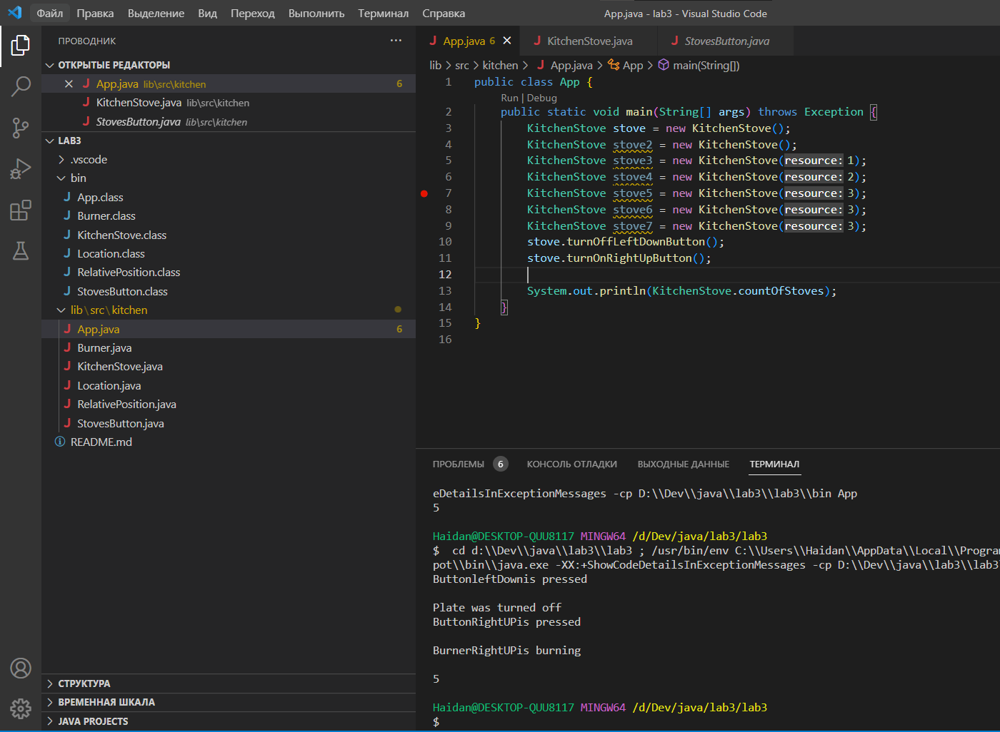 Файл Правка Выделение Вид Переход Выполнить Терминал Справка App.java - lab3 - Visual Studio Code
ПРОВОДНИК ···
ОТКРЫТЫЕ РЕДАКТОРЫ
App.java lib\src\kitchen 6
KitchenStove.java lib\src\kitchen
StovesButton.java lib\src\kitchen
LAB3
.vscode
bin
App.class
Burner.class
KitchenStove.class
Location.class
RelativePosition.class
StovesButton.class
lib\src\kitchen
App.java 6
Burner.java
KitchenStove.java
Location.java
RelativePosition.java
StovesButton.java
README.md
СТРУКТУРА
ВРЕМЕННАЯ ШКАЛА
JAVA PROJECTS
App.java 6 KitchenStove.java StovesButton.java
lib > src > kitchen > App.java > App > main(String[])
1 public class App {
Run | Debug
2 public static void main(String[] args) throws Exception {
3 KitchenStove stove = new KitchenStove();
4 KitchenStove stove2 = new KitchenStove();
5 KitchenStove stove3 = new KitchenStove(resource: 1);
6 KitchenStove stove4 = new KitchenStove(resource: 2);
7 KitchenStove stove5 = new KitchenStove(resource: 3);
8 KitchenStove stove6 = new KitchenStove(resource: 3);
9 KitchenStove stove7 = new KitchenStove(resource: 3);
10 stove.turnOffLeftDownButton();
11 stove.turnOnRightUpButton();
12
13 System.out.println(KitchenStove.countOfStoves);
14 }
15 }
16
ПРОБЛЕМЫ 6 КОНСОЛЬ ОТЛАДКИ ВЫХОДНЫЕ ДАННЫЕ ТЕРМИНАЛ
eDetailsInExceptionMessages -cp D:\\Dev\\java\\lab3\\lab3\\bin App
5
Haidan@DESKTOP-QUU8117 MINGW64 /d/Dev/java/lab3/lab3
$ cd d:\\Dev\\java\\lab3\\lab3 ; /usr/bin/env C:\\Users\\Haidan\\AppData\\Local\\Progra
pot\\bin\\java.exe -XX:+ShowCodeDetailsInExceptionMessages -cp D:\\Dev\\java\\lab3\\lab3
ButtonleftDownis pressed
Plate was turned off
ButtonRightUPis pressed
BurnerRightUPis burning
5
Haidan@DESKTOP-QUU8117 MINGW64 /d/Dev/java/lab3/lab3
$